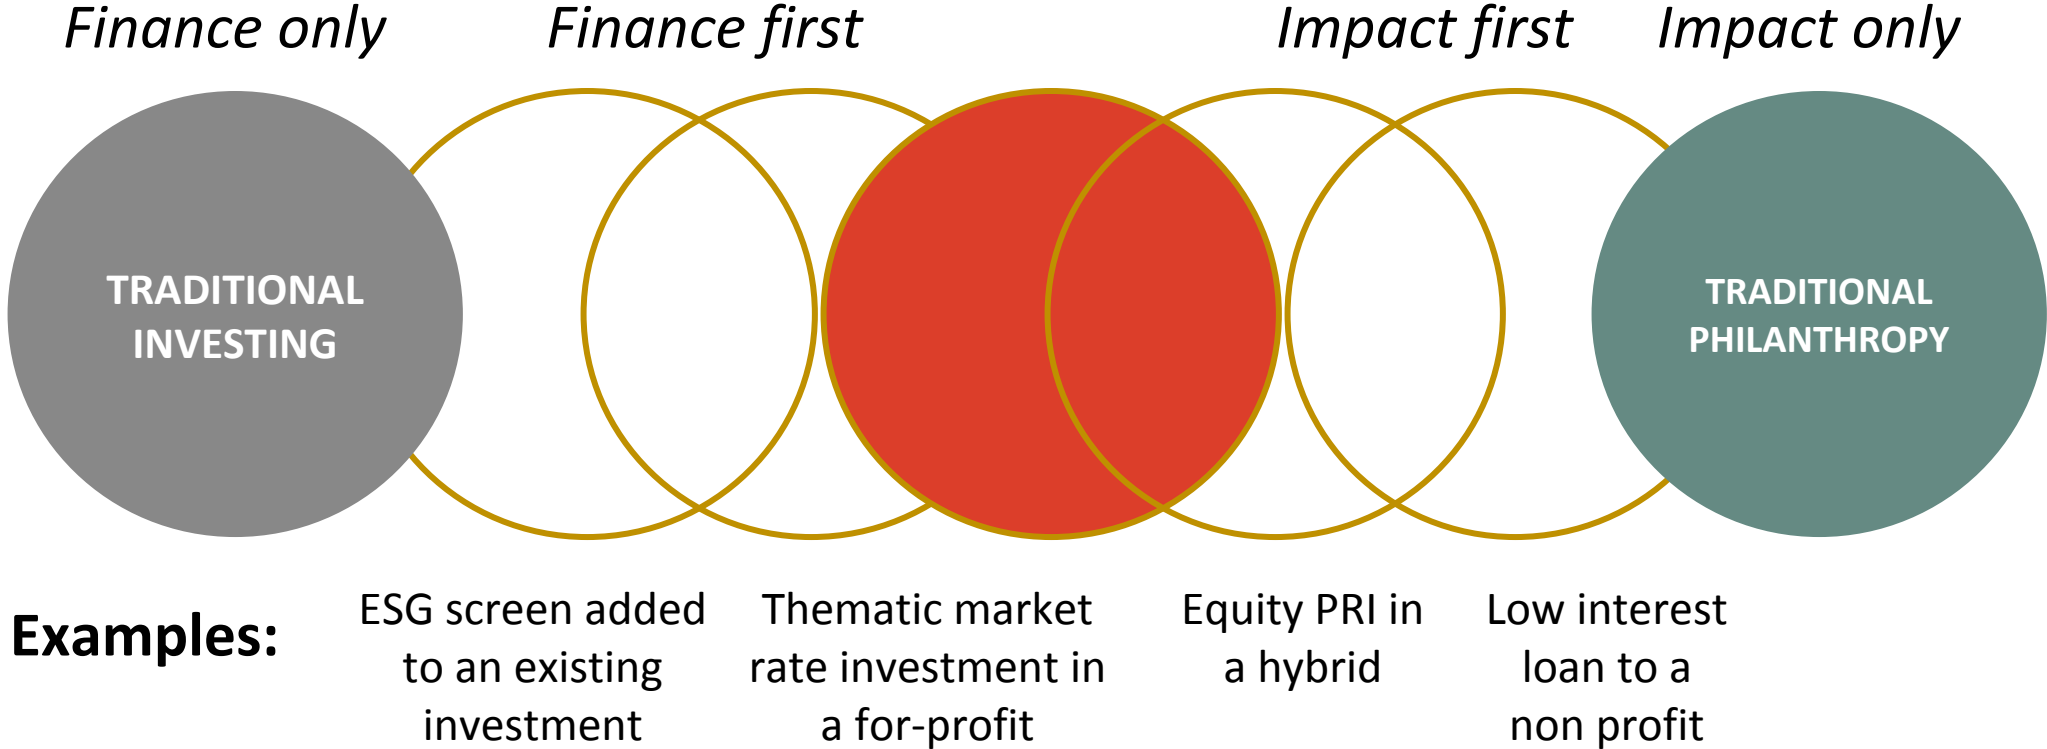 Finance only
Finance first
Impact first
Impact only
TRADITIONAL
INVESTING
TRADITIONAL
PHILANTHROPY
Examples:
ESG screen added
to an existing
investment
Thematic market
rate investment in
a for-profit
Equity PRI in
a hybrid
Low interest
loan to a
non profit